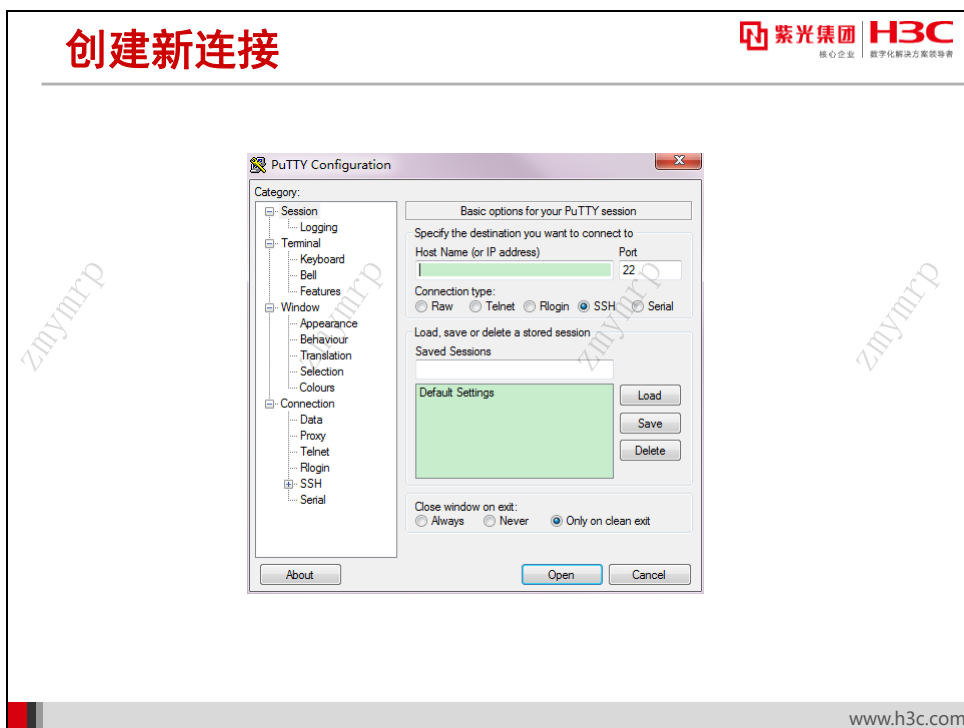 创建新连接
紫光集团 H3C
核心企业 数字化解决方案领导者
PuTTY Configuration
Category:
Session
Logging
Terminal
Keyboard
Bell
Features
Window
Appearance
Behaviour
Translation
Selection
Colours
Connection
Data
Proxy
Telnet
Rlogin
SSH
Serial
Basic options for your PuTTY session
Specify the destination you want to connect to
Host Name (or IP address) Port
22
Connection type:
Raw Telnet Rlogin SSH Serial
Load, save or delete a stored session
Saved Sessions
Default Settings
Load
Save
Delete
Close window on exit:
Always Never Only on clean exit
About Open Cancel
zmymrp
zmymrp
zmymrp
zmymrp
www.h3c.com